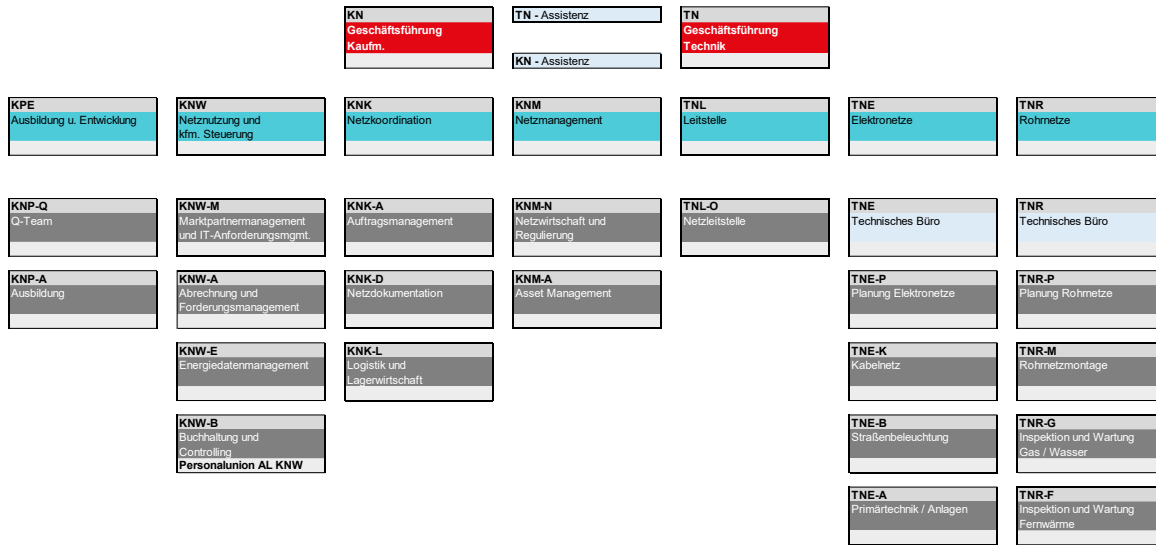 KN
Geschäftsführung
Kaufm.
TN - Assistenz
KN - Assistenz
TN
Geschäftsführung
Technik
KPE
Ausbildung u. Entwicklung
KNW
Netznutzung und
kfm. Steuerung
KNK
Netzkoordination
KNM
Netzmanagement
TNL
Leitstelle
TNE
Elektronetze
TNR
Rohrnetze
KNP-Q
Q-Team
KNW-M
Marktpartnermanagement
und IT-Anforderungsmgmt.
KNK-A
Auftragsmanagement
KNM-N
Netzwirtschaft und
Regulierung
TNL-O
Netzleitstelle
TNE
Technisches Büro
TNR
Technisches Büro
KNP-A
Ausbildung
KNW-A
Abrechnung und
Forderungsmanagement
KNK-D
Netzdokumentation
KNM-A
Asset Management
TNE-P
Planung Elektronetze
TNR-P
Planung Rohrnetze
KNW-E
Energiedatenmanagement
KNK-L
Logistik und
Lagerwirtschaft
TNE-K
Kabelnetz
TNR-M
Rohrnetzmontage
KNW-B
Buchhaltung und
Controlling
Personalunion AL KNW
TNE-B
Straßenbeleuchtung
TNR-G
Inspektion und Wartung
Gas / Wasser
TNE-A
Primärtechnik / Anlagen
TNR-F
Inspektion und Wartung
Fernwärme